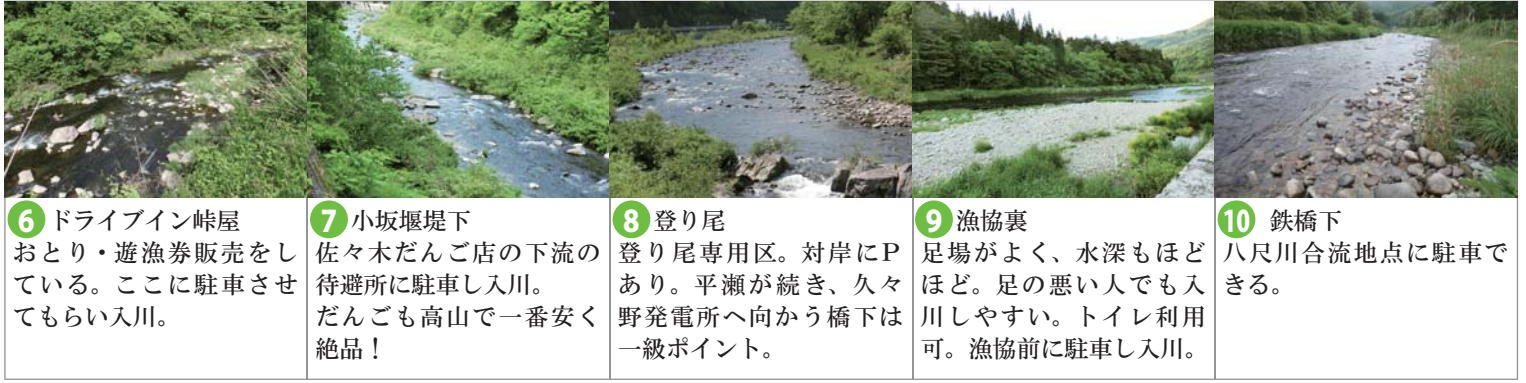 6 ドライブイン峠屋
おとり・遊漁券販売をし
ている。ここに駐車させ
てもらい入川。
7 小坂堰堤下
佐々木だんご店の下流の
待避所に駐車し入川。
だんごも高山で一番安く
絶品！
8 登り尾
登り尾専用区。対岸にP
あり。平瀬が続き、久々
野発電所へ向かう橋下は
一級ポイント。
9 漁協裏
足場がよく、水深もほど
ほど。足の悪い人でも入
川しやすい。トイレ利用
可。漁協前に駐車し入川。
10 鉄橋下
八尺川合流地点に駐車で
きる。